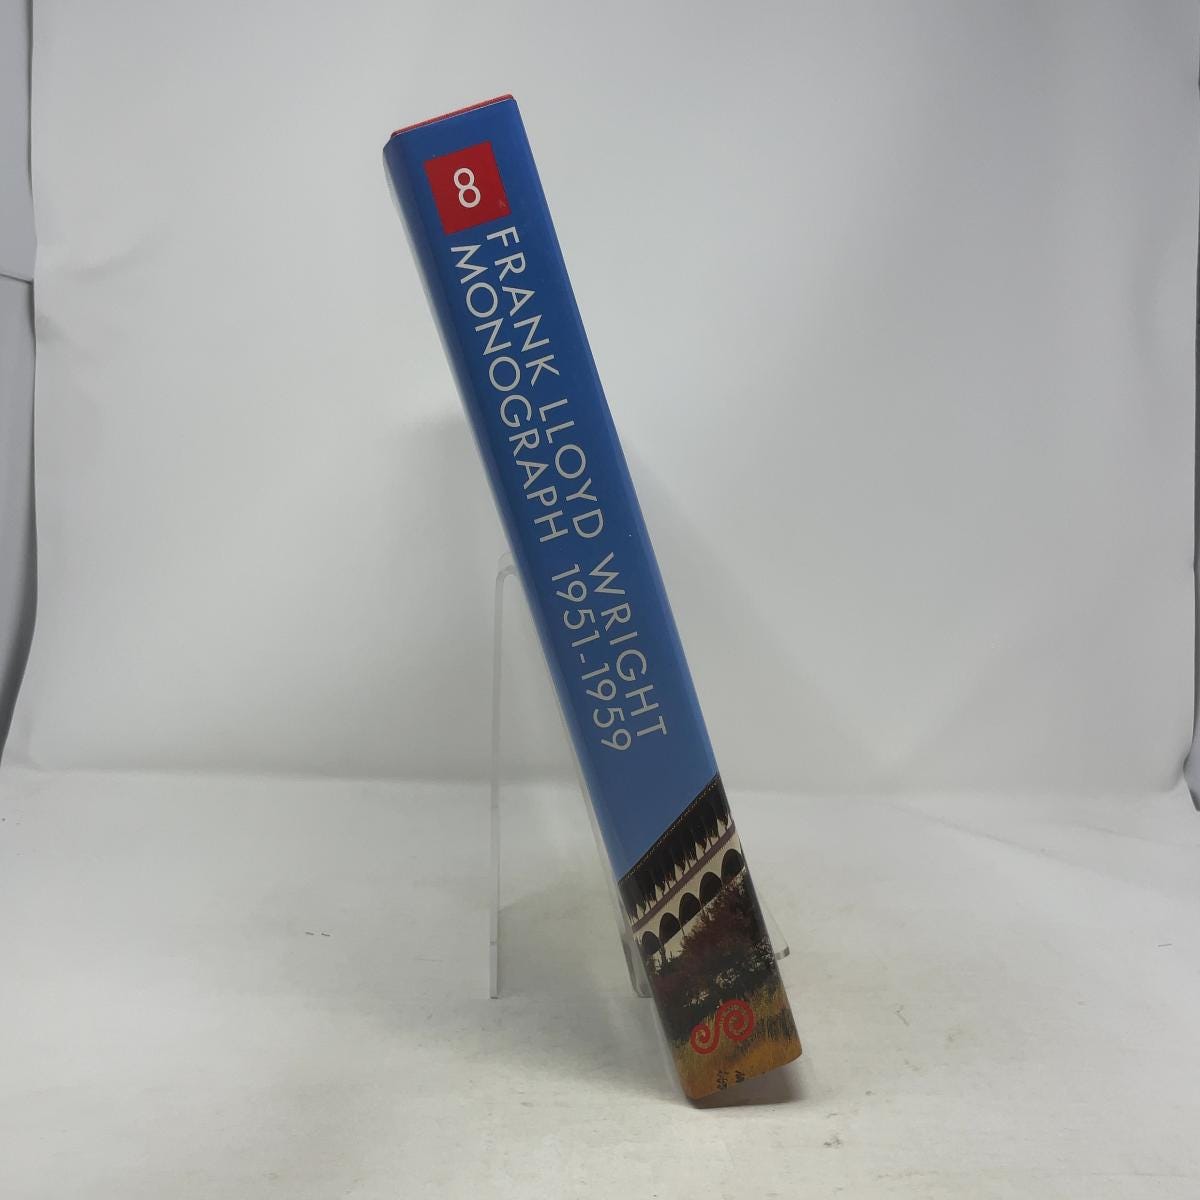 8
FRANK LLOYD WRIGHT
MONOGRAPH 1951-1959